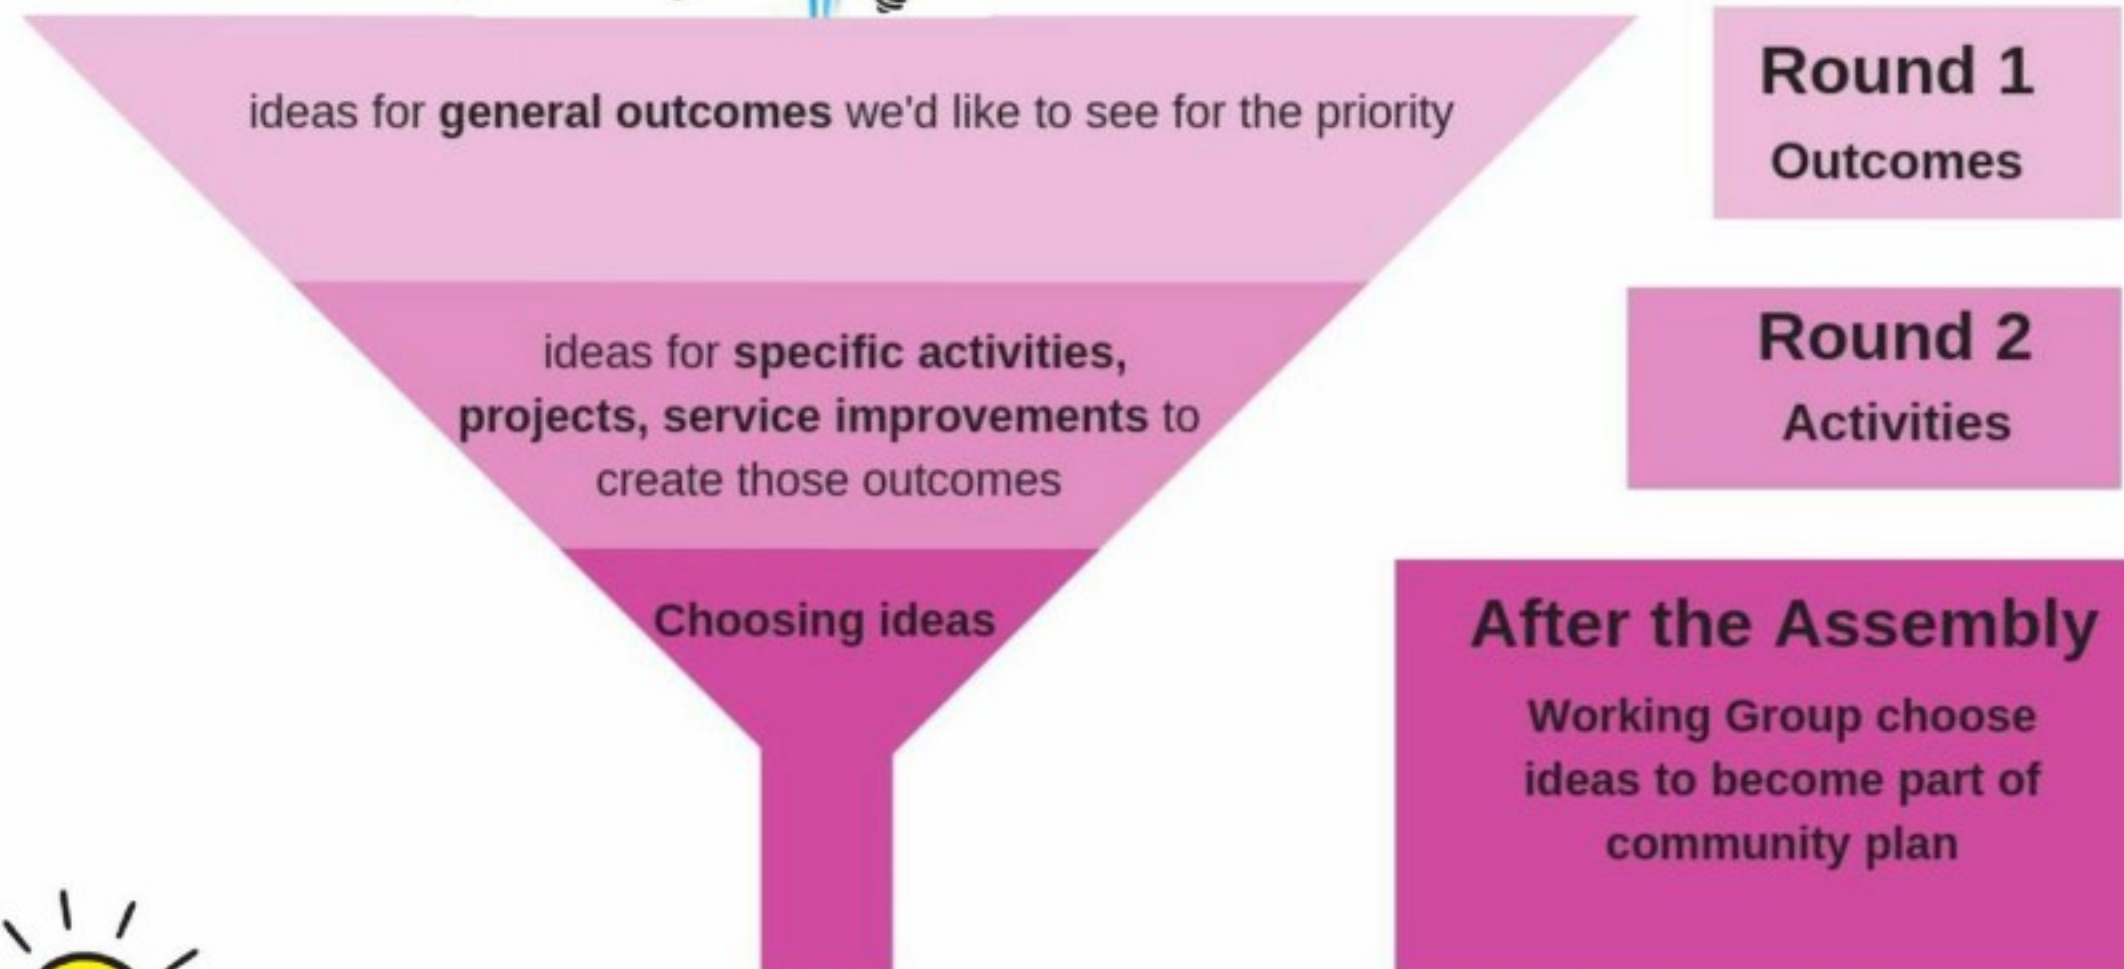 ideas for general outcomes we'd like to see for the priority
Round 1
Outcomes
ideas for specific activities,
projects, service improvements to
create those outcomes
Round 2
Activities
Choosing ideas
After the Assembly
Working Group choose
ideas to become part of
community plan